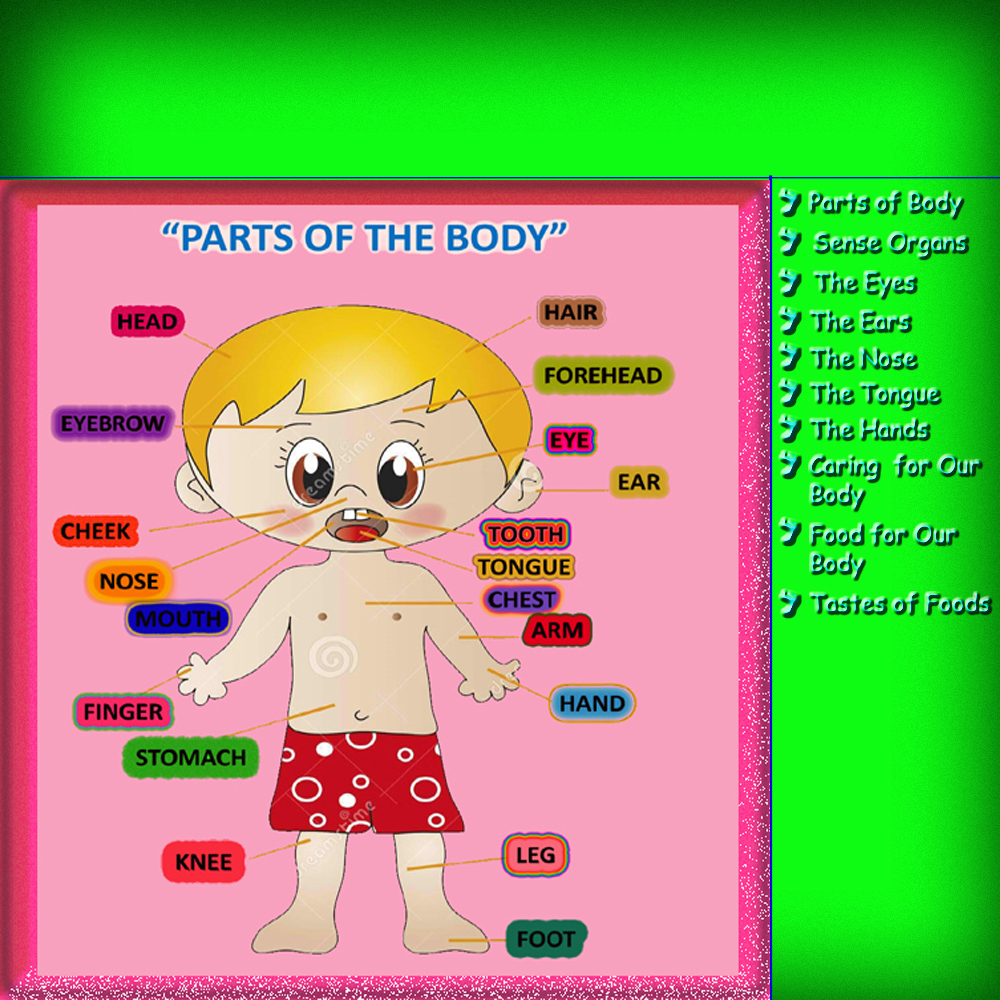 “PARTS OF THE BODY”
HEAD
HAIR
FOREHEAD
EYEBROW
EYE
EAR
CHEEK
TOOTH
NOSE
TONGUE
CHEST
MOUTH
ARM
FINGER
HAND
STOMACH
KNEE
LEG
FOOT
dreamstime
dreamstime
Parts of Body
Sense Organs
The Eyes
The Ears
The Nose
The Tongue
The Hands
Caring for Our
Body
Food for Our
Body
Tastes of Foods